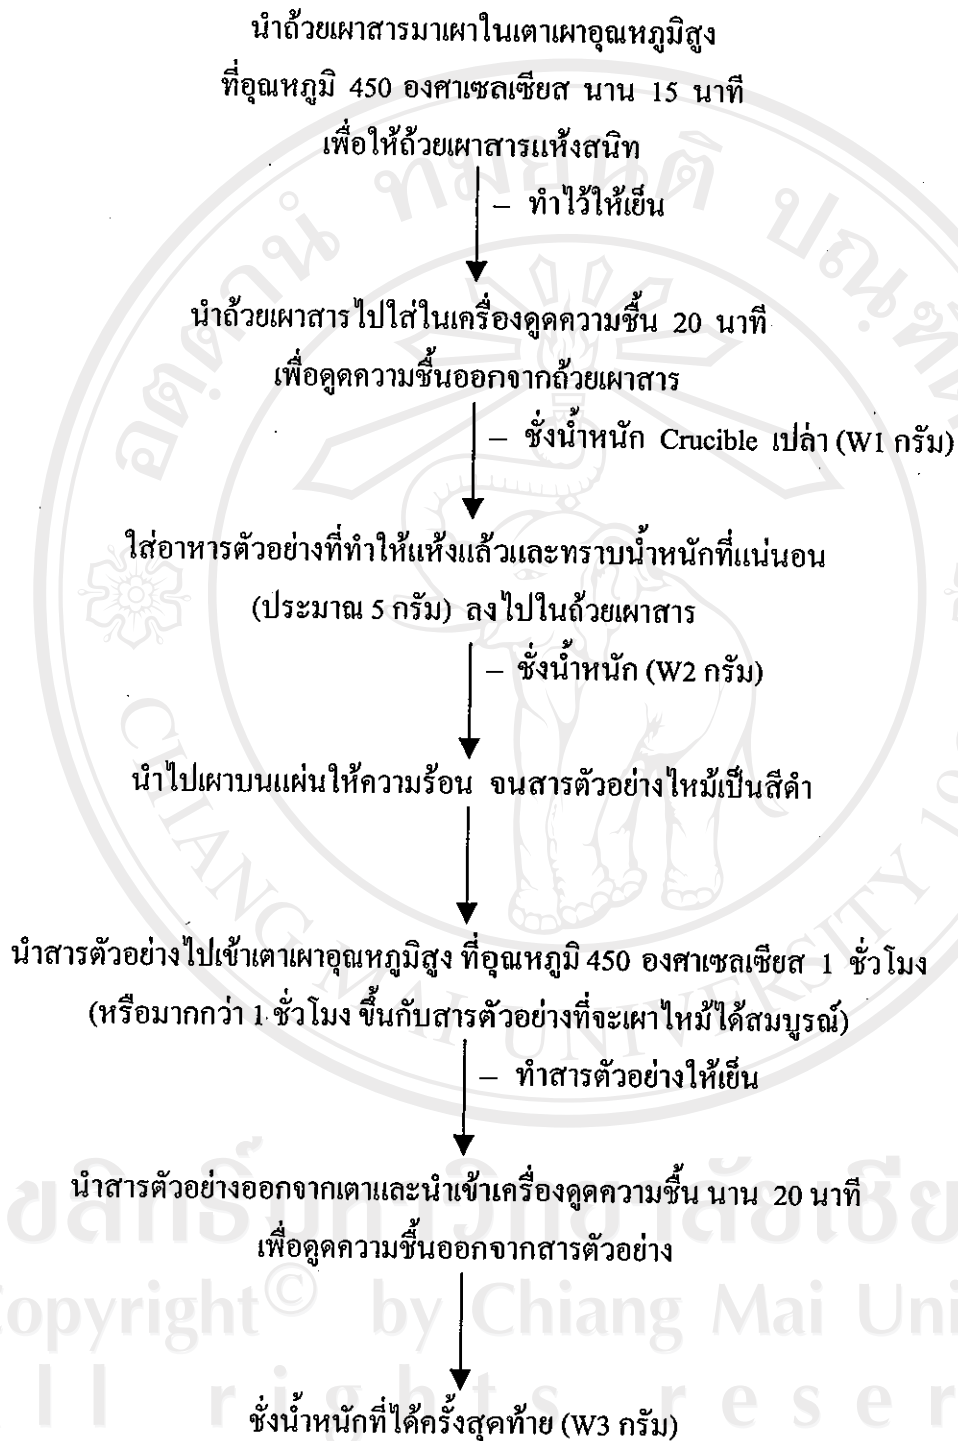 นำถ้วยเผาสารมาเผาในเตาเผาอุณหภูมิสูง
ที่อุณหภูมิ 450 องศาเซลเซียส นาน 15 นาที
เพื่อให้ถ้วยเผาสารแห้งสนิท
– ทำไว้ให้เย็น
นำถ้วยเผาสารไปใส่ในเครื่องดูดความชื้น 20 นาที
เพื่อดูดความชื้นออกจากถ้วยเผาสาร
– ชั่งน้ำหนัก Crucible เปล่า (W1 กรัม)
ใส่อาหารตัวอย่างที่ทำให้แห้งแล้วและทราบน้ำหนักที่แน่นอน
(ประมาณ 5 กรัม) ลงไปในถ้วยเผาสาร
– ชั่งน้ำหนัก (W2 กรัม)
นำไปเผาบนแผ่นให้ความร้อน จนสารตัวอย่างไหม้เป็นสีดำ
นำสารตัวอย่างไปเข้าเตาเผาอุณหภูมิสูง ที่อุณหภูมิ 450 องศาเซลเซียส 1 ชั่วโมง
(หรือมากกว่า 1 ชั่วโมง ขึ้นกับสารตัวอย่างที่จะเผาไหม้ได้สมบูรณ์)
– ทำสารตัวอย่างให้เย็น
นำสารตัวอย่างออกจากเตาและนำเข้าเครื่องดูดความชื้น นาน 20 นาที
เพื่อดูดความชื้นออกจากสารตัวอย่าง
ชั่งน้ำหนักที่ได้ครั้งสุดท้าย (W3 กรัม)
อตฺตานํ ทมยนฺติ ปณฺฑิ
CHIANG MAI UNIVERSITY 19
opyright© by Chiang Mai Uni
ll rights reser